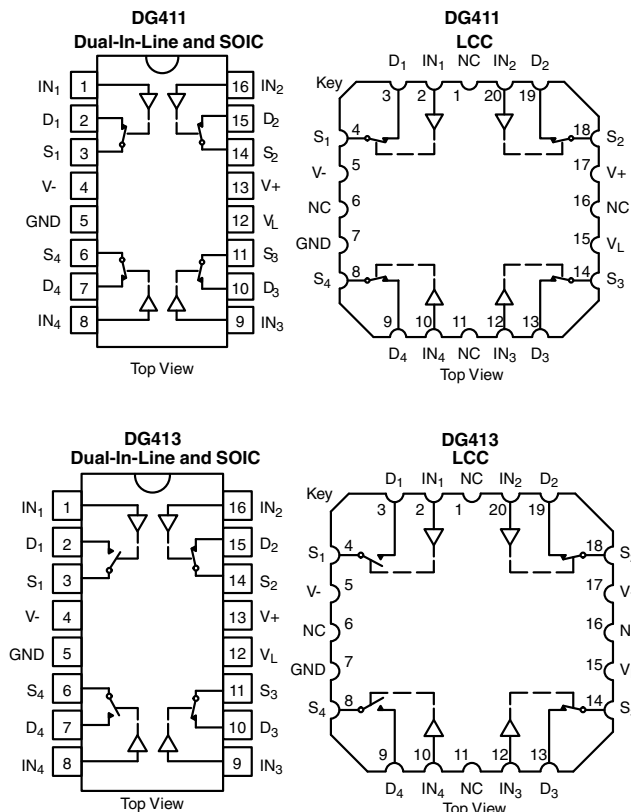 DG411
Dual-In-Line and SOIC
IN1 1 16 IN2
D1 2 15 D2
S1 3 14 S2
V- 4 13 V+
GND 5 12 VL
S4 6 11 S3
D4 7 10 D3
IN4 8 9 IN3
Top View
DG411
LCC
D1 IN1 NC IN2 D2
Key
3 2 1 20 19
S1 4 18 S2
V- 5 17 V+
NC 6 16 NC
GND 7 15 VL
S4 8 14 S3
9 10 11 12 13
D4 IN4 NC IN3 D3
Top View
DG413
Dual-In-Line and SOIC
IN1 1 16 IN2
D1 2 15 D2
S1 3 14 S2
V- 4 13 V+
GND 5 12 VL
S4 6 11 S3
D4 7 10 D3
IN4 8 9 IN3
Top View
DG413
LCC
D1 IN1 NC IN2 D2
Key
3 2 1 20 19
S1 4 18 S
V- 5 17 V
NC 6 16 N
GND 7 15 V
S4 8 14 S
9 10 11 12 13
D4 IN4 NC IN3 D3
Top View